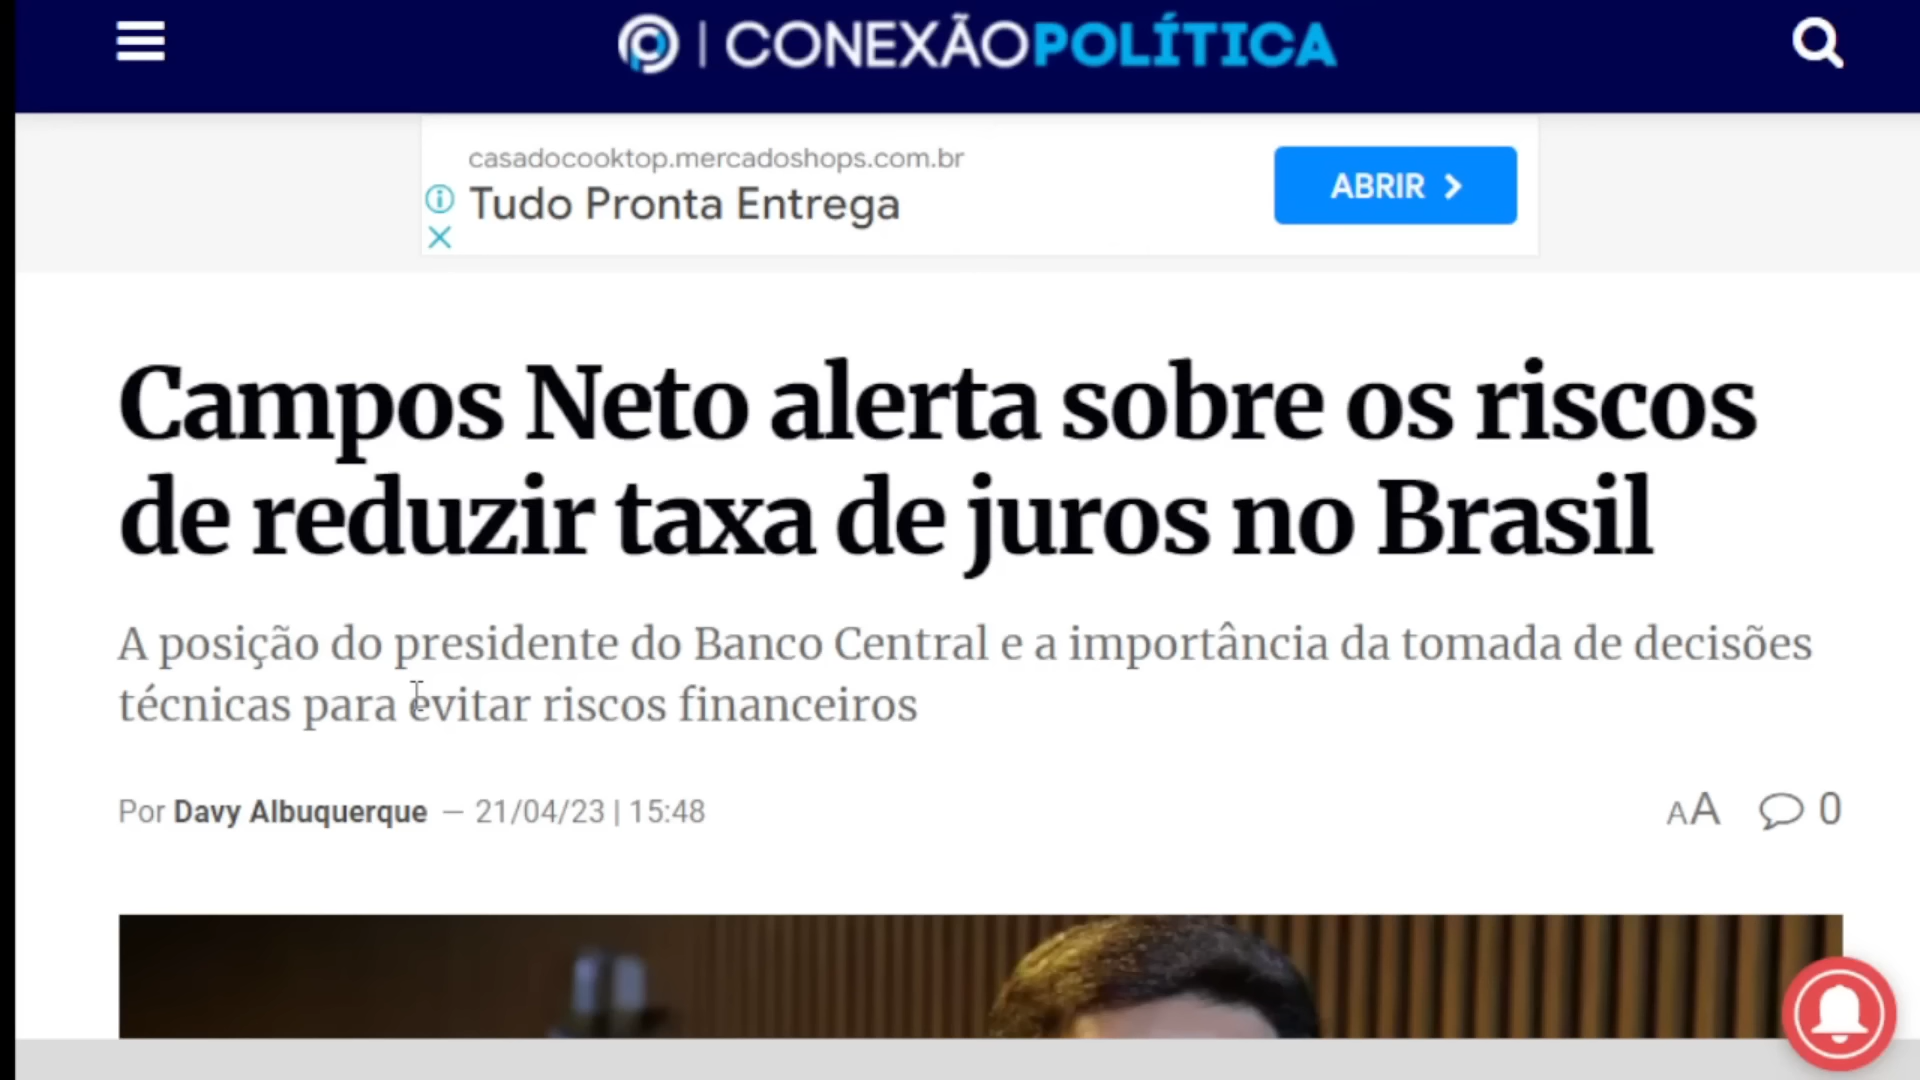 CONEXÃOPOLÍTICA
casadocooktop.mercadoshops.com.br
Tudo Pronta Entrega
ABRIR
Campos Neto alerta sobre os riscos
de reduzir taxa de juros no Brasil
A posição do presidente do Banco Central e a importância da tomada de decisões
técnicas para evitar riscos financeiros
Por Davy Albuquerque — 21/04/23 | 15:48
AA 0